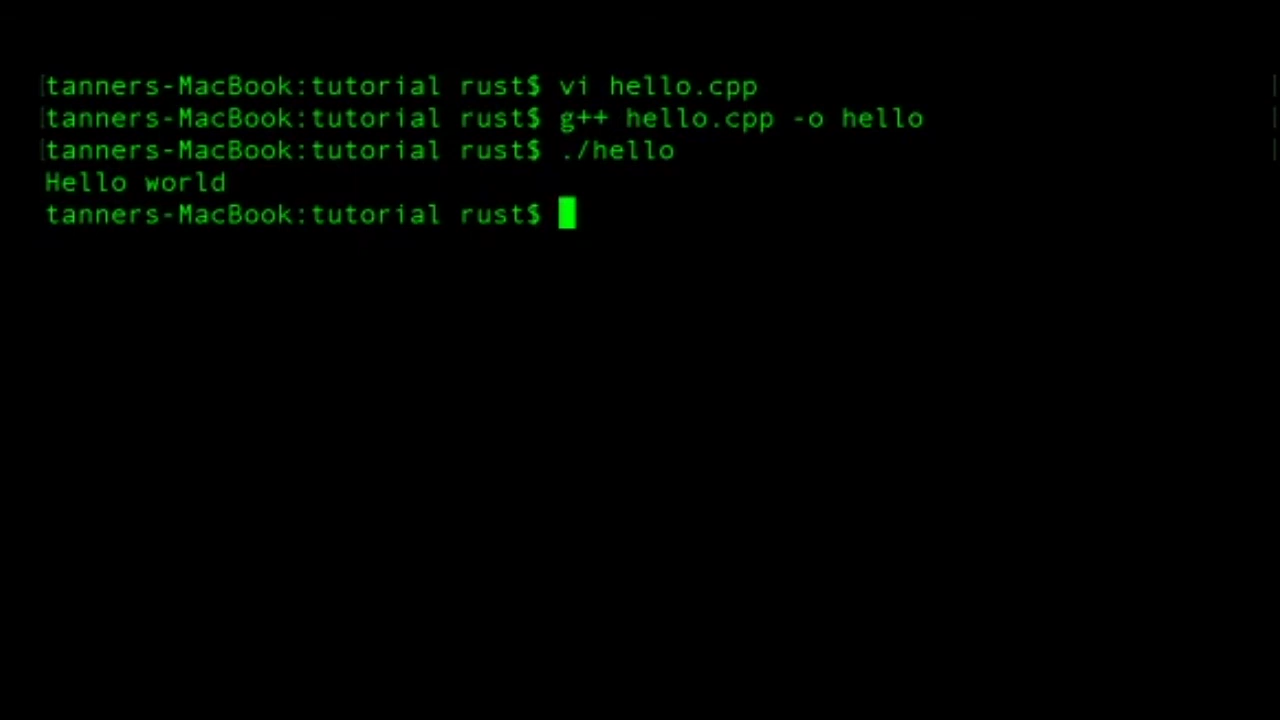 tanners-MacBook:tutorial rust$ vi hello.cpp
tanners-MacBook:tutorial rust$ g++ hello.cpp -o hello
tanners-MacBook:tutorial rust$ ./hello
Hello world
tanners-MacBook:tutorial rust$